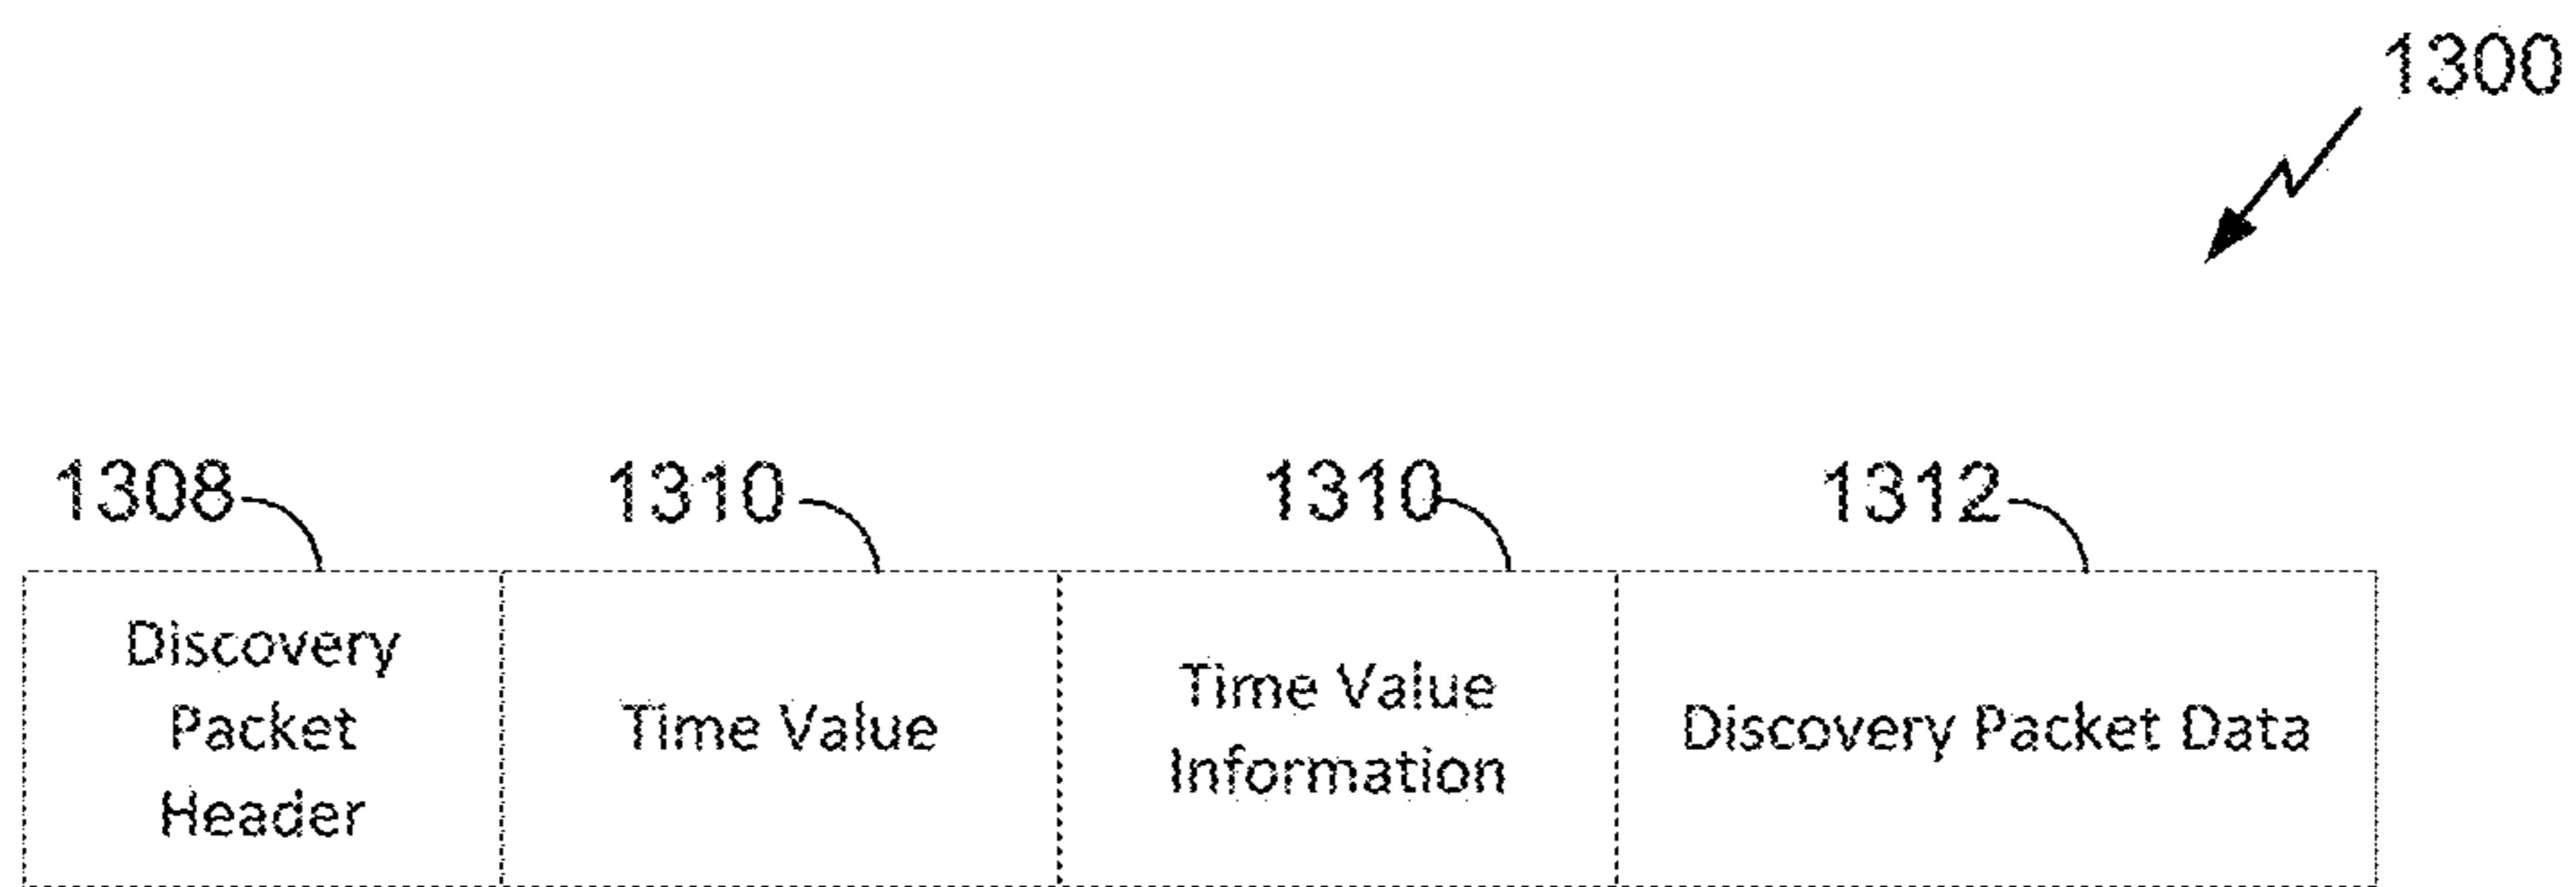 1300
1308
1310
1310
1312
Discovery
Packet
Header
Time Value
Time Value
Information
Discovery Packet Data